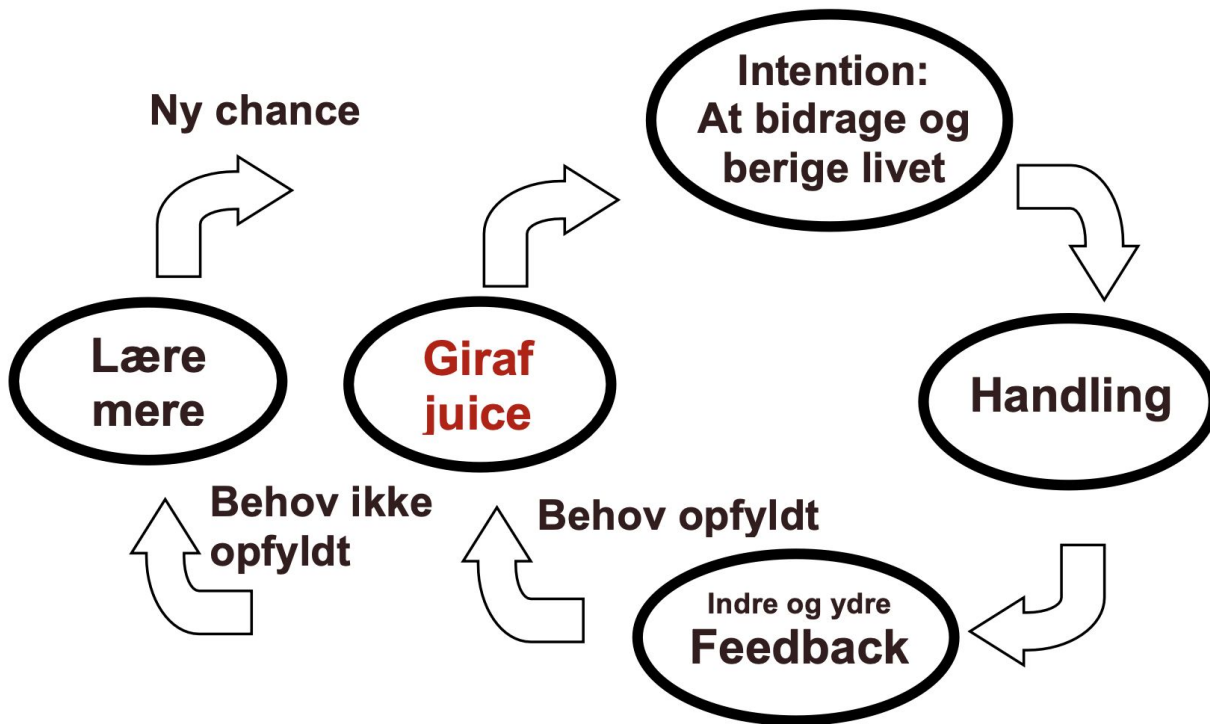 Ny chance
Intention:
At bidrage og
berige livet
Lære
mere
Giraf
juice
Handling
Behov ikke
opfyldt
Behov opfyldt
Indre og ydre
Feedback